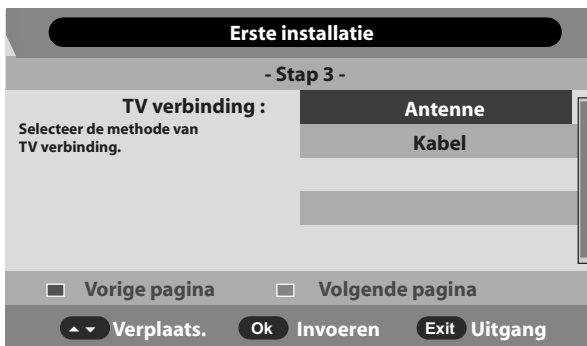 Erste installatie
- Stap 3 -
TV verbinding :
Selecteer de methode van
TV verbinding.
Antenne
Kabel
Vorige pagina Volgende pagina
Verplaats. Ok Invoeren Exit Uitgang